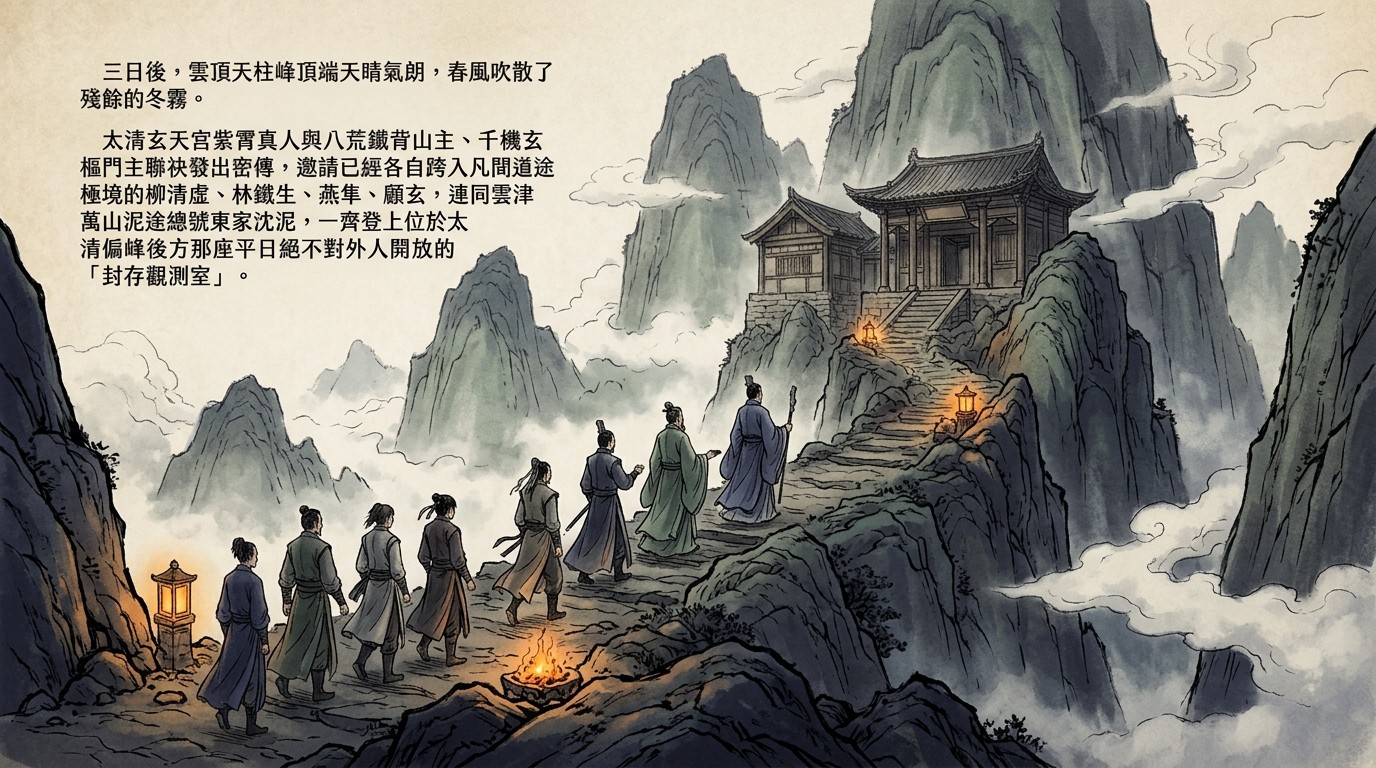 三日後，雲頂天柱峰頂端天晴氣朗，春風吹散了
殘餘的冬霧。
太清玄天宮紫霄真人與八荒鐵背山主、千機玄
樞門主聯袂發出密傳，邀請已經各自跨入凡間道途
極境的柳清虛、林鐵生、燕隼、顧玄，連同雲津
萬山泥途總號東家沈泥，一齊登上位於太
清偏峰後方那座平日絕不對外人開放的
「封存觀測室」。